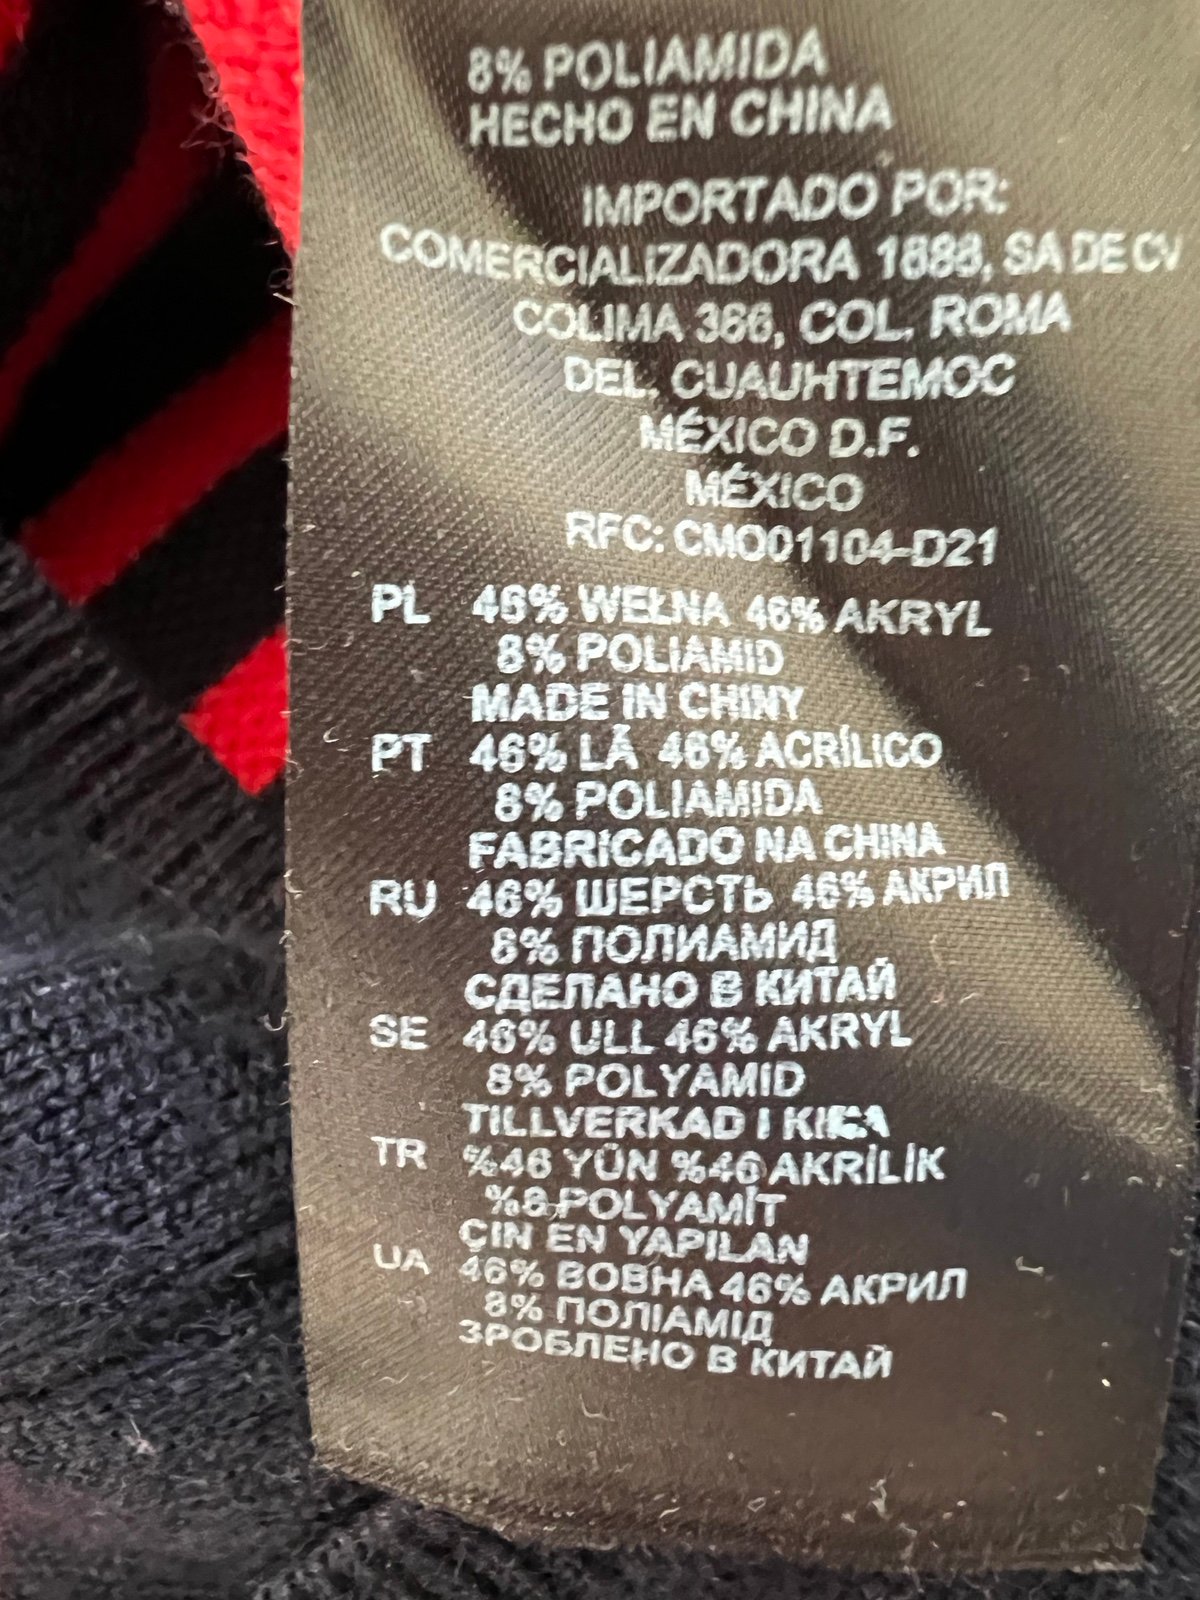 8% POLIAMIDA
HECHO EN CHINA
IMPORTADO POR:
COMERCIALIZADORA 1888, SA DE CV
COLIMA 366, COL. ROMA
DEL. CUAUHTEMOC
MÉXICO D.F.
MÉXICO
RFC: CMO01104-D21
PL 46% WEŁNA 46% AKRYL
8% POLIAMID
MADE IN CHINY
PT 46% LÃ 46% ACRÍLICO
8% POLIAMIDA
FABRICADO NA CHINA
RU 46% ШЕРСТЬ 46% АКРИЛ
8% ПОЛИАМИД
СДЕЛАНО В КИТАЙ
SE 46% ULL 46% AKRYL
8% POLYAMID
TILLVERKAD I KINA
TR %46 YÜN %46 AKRİLİK
%8 POLYAMİT
ÇIN EN YAPILAN
UA 46% ВОВНА 46% АКРИЛ
8% ПОЛІАМІД
ЗРОБЛЕНО В КИТАЙ